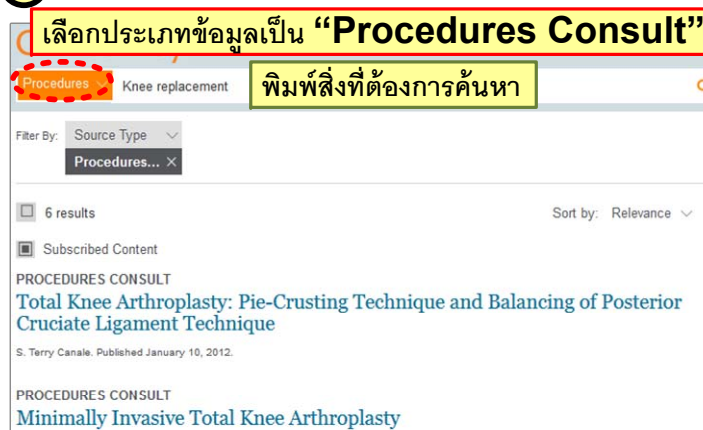 เลือกประเภทข้อมูลเป็น “Procedures Consult”
Procedures Knee replacement
พิมพ์สิ่งที่ต้องการค้นหา
Filter By: Source Type
Procedures... ×
6 results Sort by: Relevance
Subscribed Content
PROCEDURES CONSULT
Total Knee Arthroplasty: Pie-Crusting Technique and Balancing of Posterior
Cruciate Ligament Technique
S. Terry Canale. Published January 10, 2012.
PROCEDURES CONSULT
Minimally Invasive Total Knee Arthroplasty